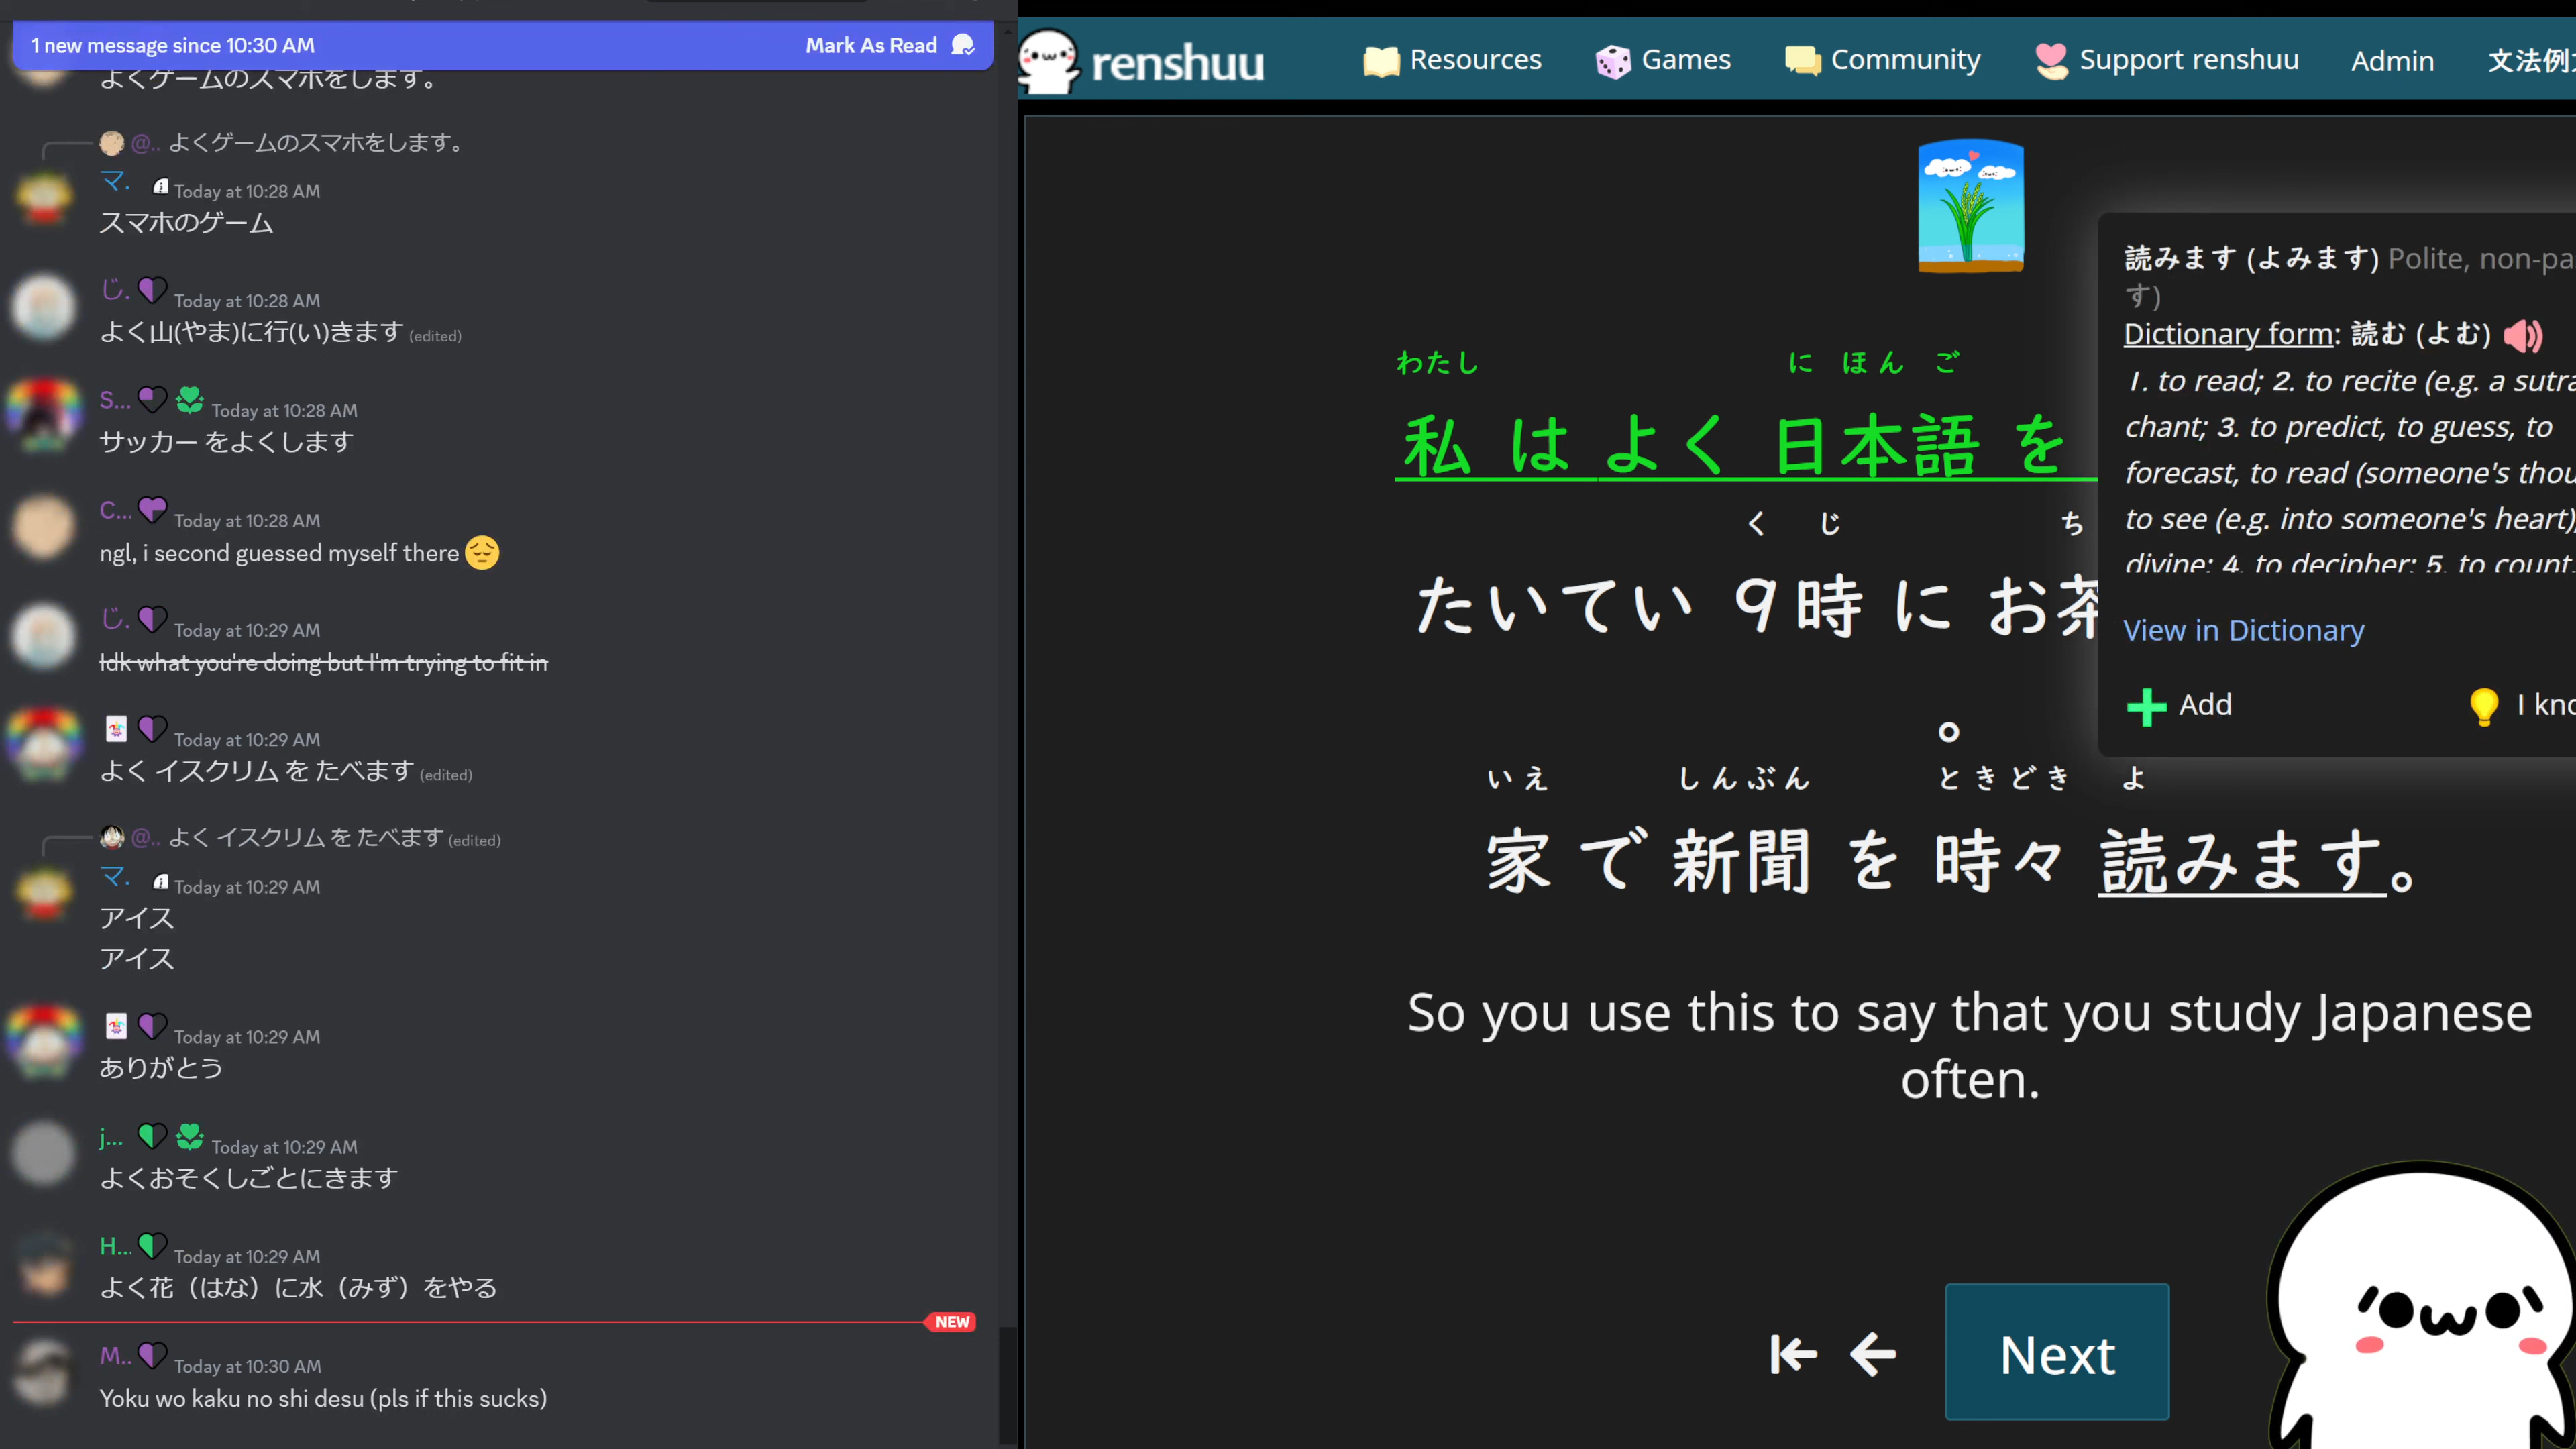 1 new message since 10:30 AM
Mark As Read
よくゲームのスマホをします。
@.. よくゲームのスマホをします。
マ. Today at 10:28 AM
スマホのゲーム
じ. Today at 10:28 AM
よく山(やま)に行(い)きます (edited)
S... Today at 10:28 AM
サッカー をよくします
C... Today at 10:28 AM
ngl, i second guessed myself there
じ. Today at 10:29 AM
Idk what you're doing but I'm trying to fit in
Today at 10:29 AM
よく イスクリム を たべます (edited)
@.. よく イスクリム を たべます (edited)
マ. Today at 10:29 AM
アイス
アイス
Today at 10:29 AM
ありがとう
j... Today at 10:29 AM
よくおそくしごとにきます
H... Today at 10:29 AM
よく花（はな）に水（みず）をやる
NEW
M.. Today at 10:30 AM
Yoku wo kaku no shi desu (pls if this sucks)
renshuu
Resources
Games
Community
Support renshuu
Admin
文法例
わたし にほんご
私 は よく 日本語 を
くじ ち
たいてい 9時 に お茶
。
いえ しんぶん ときどき よ
家 で 新聞 を 時々 読みます。
読みます (よみます) Polite, non-pa
す)
Dictionary form: 読む (よむ)
1. to read; 2. to recite (e.g. a sutra
chant; 3. to predict, to guess, to
forecast, to read (someone's thou
to see (e.g. into someone's heart)
divine; 4. to decipher; 5. to count
View in Dictionary
Add
I kno
So you use this to say that you study Japanese
often.
Next